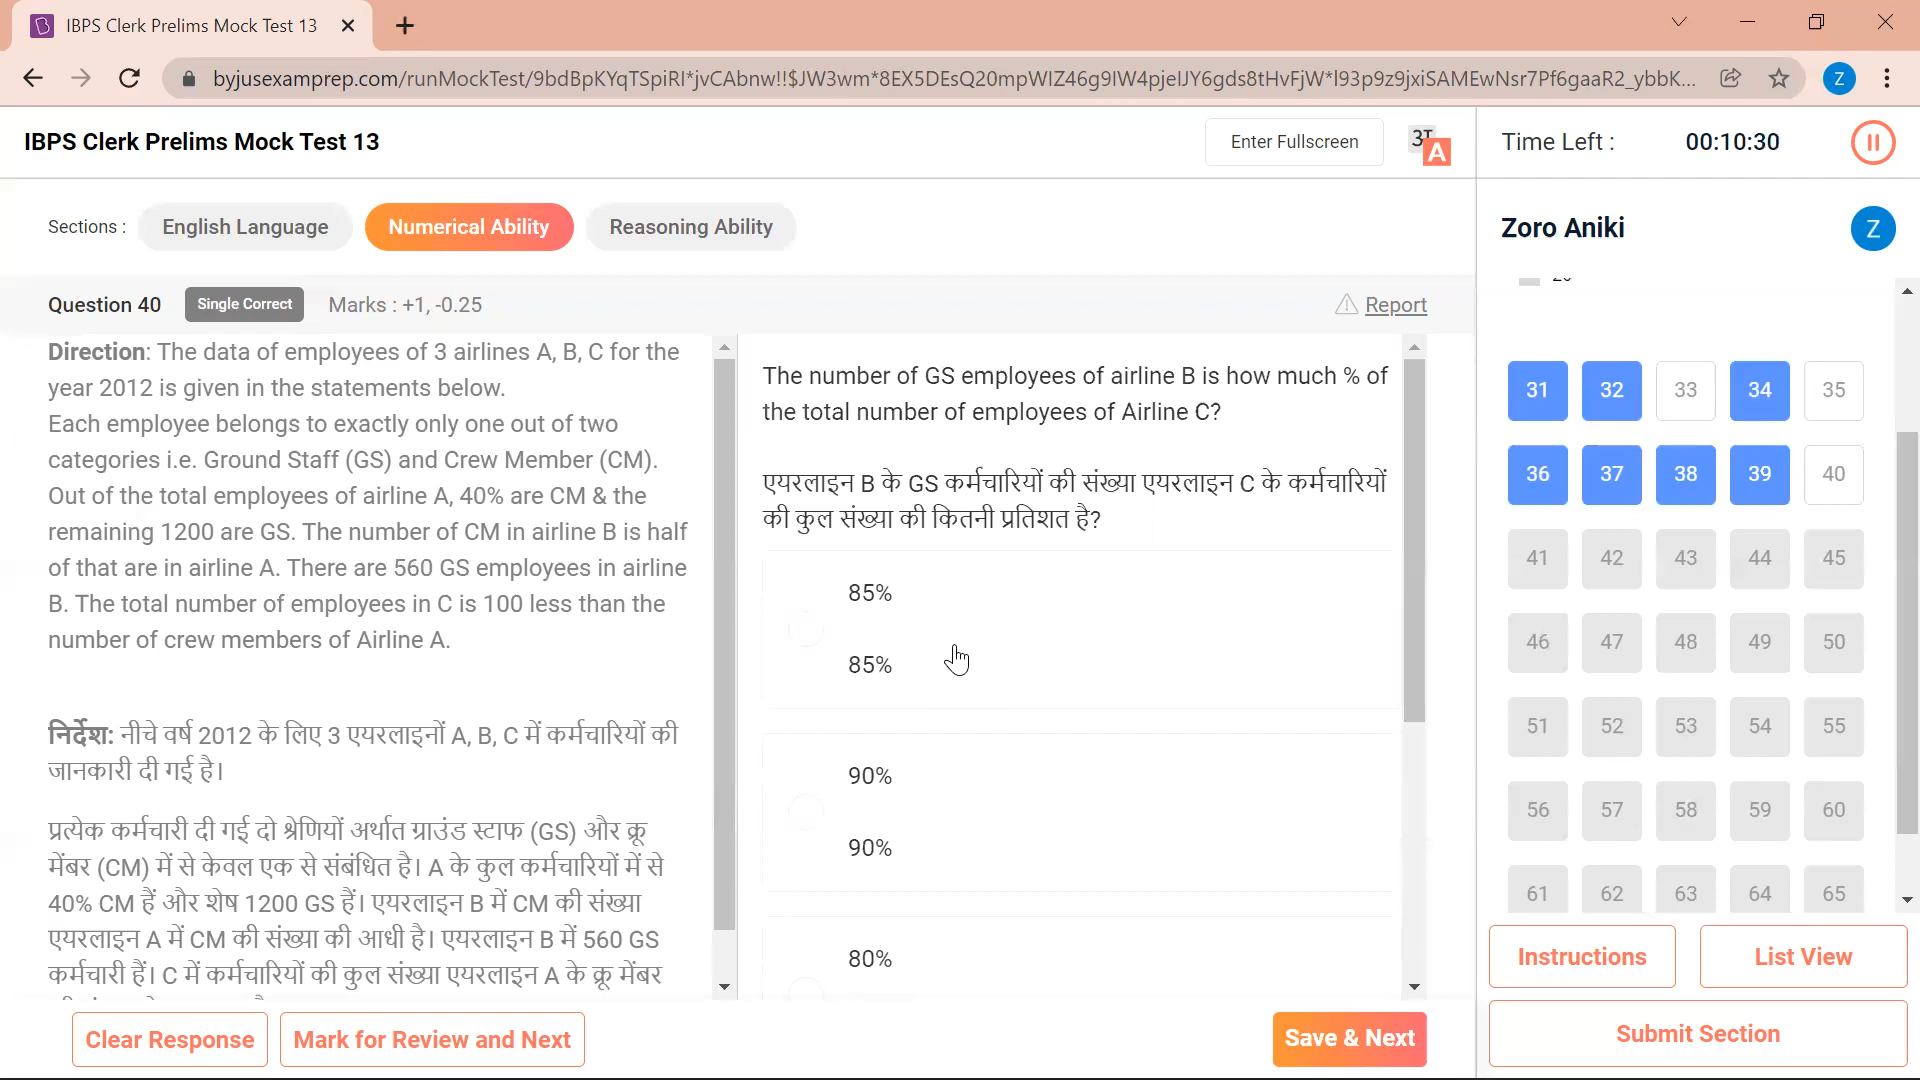 IBPS Clerk Prelims Mock Test 13
byjusexamprep.com/runMockTest/9bdBpKYqTSpiRI*jvCAbnw!!$JW3wm*8EX5DEsQ20mpWIZ46g9IW4pjeIJY6gds8tHvFjW*I93p9z9jxiSAMEwNsr7Pf6gaaR2_ybbK...
Z
IBPS Clerk Prelims Mock Test 13
Enter Fullscreen
A
Time Left :
00:10:30
Sections :
English Language
Numerical Ability
Reasoning Ability
Zoro Aniki
Z
Question 40
Single Correct
Marks : +1, -0.25
Report
Direction: The data of employees of 3 airlines A, B, C for the
year 2012 is given in the statements below.
Each employee belongs to exactly only one out of two
categories i.e. Ground Staff (GS) and Crew Member (CM).
Out of the total employees of airline A, 40% are CM & the
remaining 1200 are GS. The number of CM in airline B is half
of that are in airline A. There are 560 GS employees in airline
B. The total number of employees in C is 100 less than the
number of crew members of Airline A.
निर्देश: नीचे वर्ष 2012 के लिए 3 एयरलाइनों A, B, C में कर्मचारियों की
जानकारी दी गई है।
प्रत्येक कर्मचारी दी गई दो श्रेणियों अर्थात ग्राउंड स्टाफ (GS) और क्रू
मेंबर (CM) में से केवल एक से संबंधित है। A के कुल कर्मचारियों में से
40% CM हैं और शेष 1200 GS हैं। एयरलाइन B में CM की संख्या
एयरलाइन A में CM की संख्या की आधी है। एयरलाइन B में 560 GS
कर्मचारी हैं। C में कर्मचारियों की कुल संख्या एयरलाइन A के क्रू मेंबर
The number of GS employees of airline B is how much % of
the total number of employees of Airline C?
एयरलाइन B के GS कर्मचारियों की संख्या एयरलाइन C के कर्मचारियों
की कुल संख्या की कितनी प्रतिशत है?
85%
85%
90%
90%
80%
31 32 33 34 35
36 37 38 39 40
41 42 43 44 45
46 47 48 49 50
51 52 53 54 55
56 57 58 59 60
61 62 63 64 65
Instructions
List View
Clear Response
Mark for Review and Next
Save & Next
Submit Section